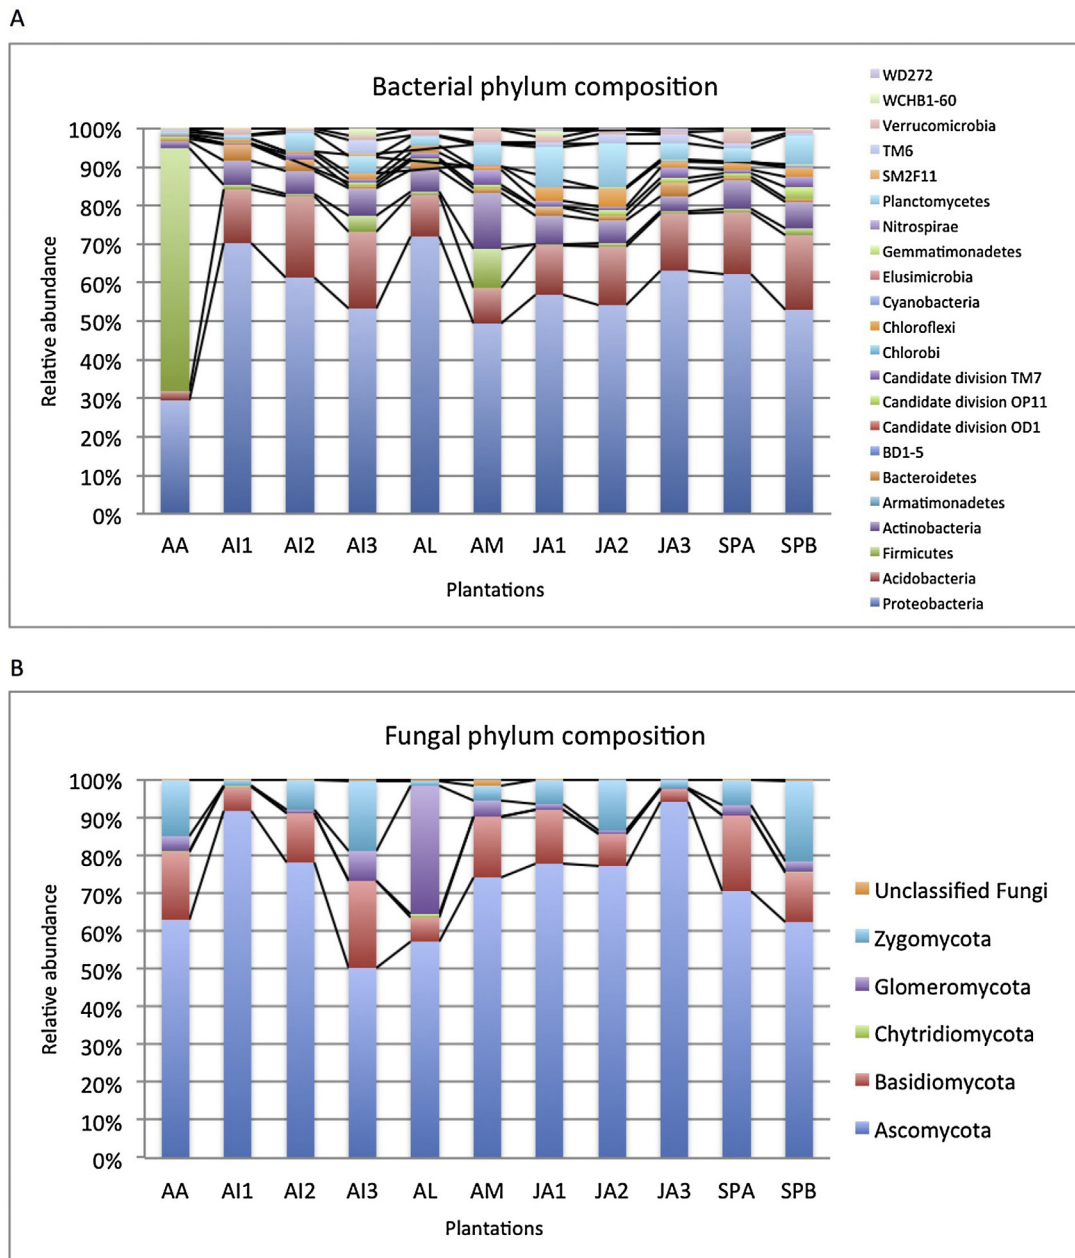 A
Bacterial phylum composition
100%
90%
80%
70%
60%
50%
40%
30%
20%
10%
0%
Relative abundance
AA AI1 AI2 AI3 AL AM JA1 JA2 JA3 SPA SPB
Plantations
WD272
WCHB1-60
Verrucomicrobia
TM6
SM2F11
Planctomycetes
Nitrospirae
Gemmatimonadetes
Elusimicrobia
Cyanobacteria
Chloroflexi
Chlorobi
Candidate division TM7
Candidate division OP11
Candidate division OD1
BD1-5
Bacteroidetes
Armatimonadetes
Actinobacteria
Firmicutes
Acidobacteria
Proteobacteria
B
Fungal phylum composition
100%
90%
80%
70%
60%
50%
40%
30%
20%
10%
0%
Relative abundance
AA AI1 AI2 AI3 AL AM JA1 JA2 JA3 SPA SPB
Plantations
Unclassified Fungi
Zygomycota
Glomeromycota
Chytridiomycota
Basidiomycota
Ascomycota